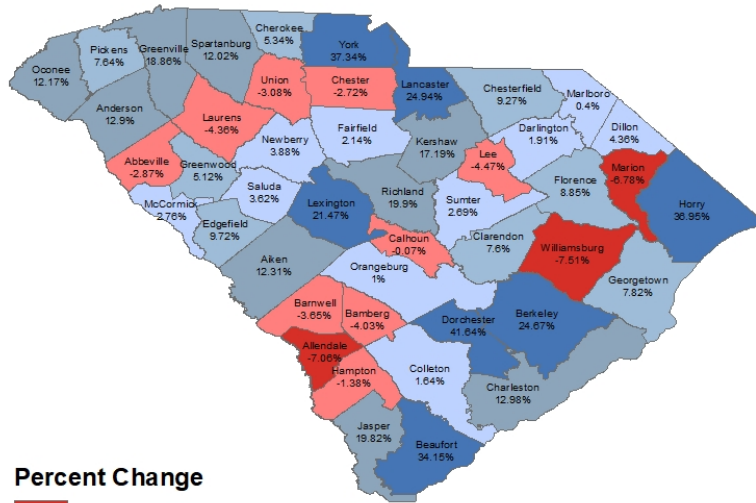 Cherokee
5.34%
York
37.34%
Spartanburg
12.02%
Greenville
18.86%
Pickens
7.64%
Oconee
12.17%
Union
-3.08%
Chester
-2.72%
Lancaster
24.94%
Chesterfield
9.27%
Marlboro
0.4%
Anderson
12.9%
Laurens
-4.36%
Newberry
3.88%
Fairfield
2.14%
Kershaw
17.19%
Darlington
1.91%
Dillon
4.36%
Lee
-4.47%
Marion
-6.78%
Abbeville
-2.87%
Greenwood
5.12%
Saluda
3.62%
Richland
19.9%
Florence
8.85%
Horry
36.95%
McCormick
2.76%
Edgefield
9.72%
Lexington
21.47%
Sumter
2.69%
Calhoun
-0.07%
Clarendon
7.6%
Williamsburg
-7.51%
Aiken
12.31%
Orangeburg
1%
Georgetown
7.82%
Barnwell
-3.65%
Bamberg
-4.03%
Dorchester
41.64%
Berkeley
24.67%
Allendale
-7.06%
Hampton
-1.38%
Colleton
1.64%
Charleston
12.98%
Jasper
19.82%
Beaufort
34.15%
Percent Change